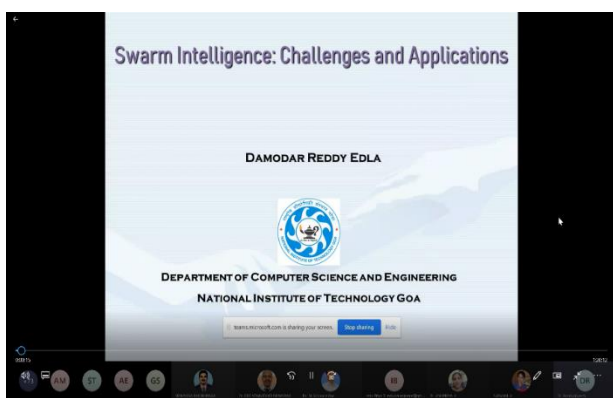 Swarm Intelligence: Challenges and Applications
DAMODAR REDDY EDLA
DEPARTMENT OF COMPUTER SCIENCE AND ENGINEERING
NATIONAL INSTITUTE OF TECHNOLOGY GOA
teams.microsoft.com is sharing your screen. Stop sharing Hide
AM ST AE GS DR